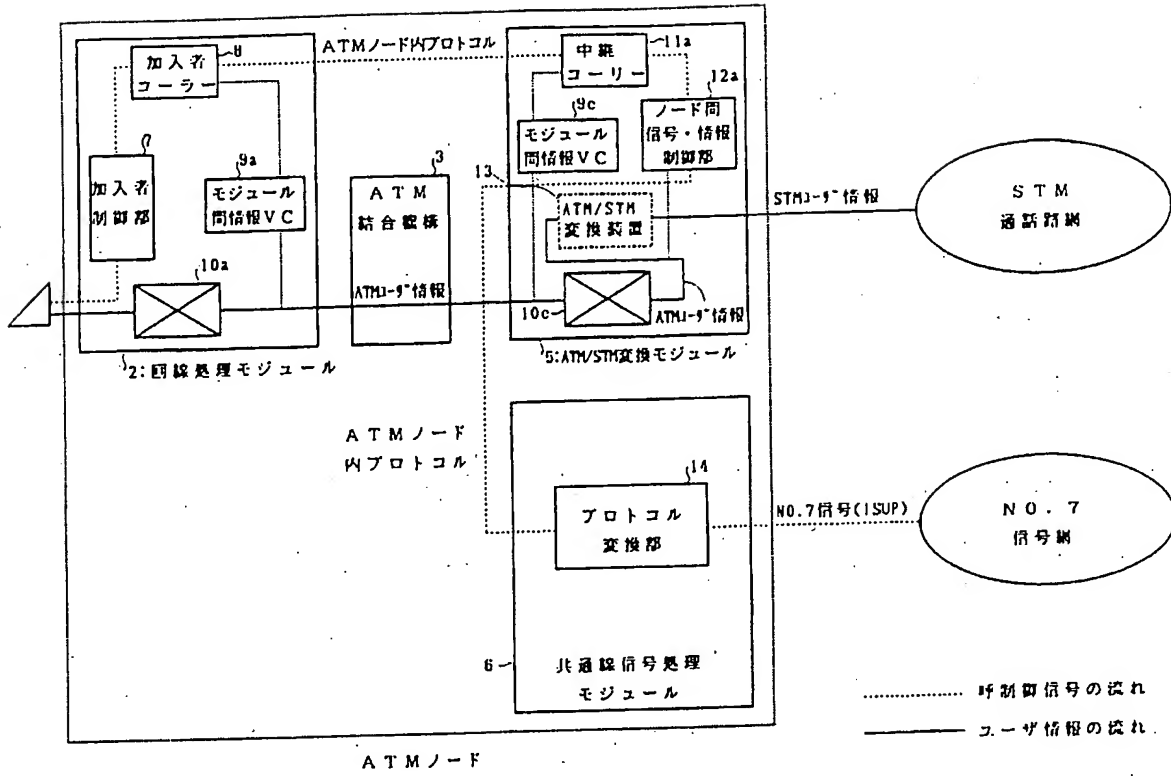 8
加入者
コーラー
ATMノード内プロトコル
中継
コーリー
11a
12a
ノード間
信号・情報
制御部
9c
モジュール
間情報VC
7
加入者
制御部
9a
モジュール
間情報VC
3
ATM
結合機構
13
ATM/STM
変換装置
STMユーザ情報
STM
通話路網
10a
ATMユーザ情報
10c
ATMユーザ情報
2:回線処理モジュール
5:ATM/STM変換モジュール
ATMノード
内プロトコル
14
プロトコル
変換部
NO.7信号(ISUP)
NO.7
信号網
6
共通線信号処理
モジュール
呼制御信号の流れ
ユーザ情報の流れ
ATMノード